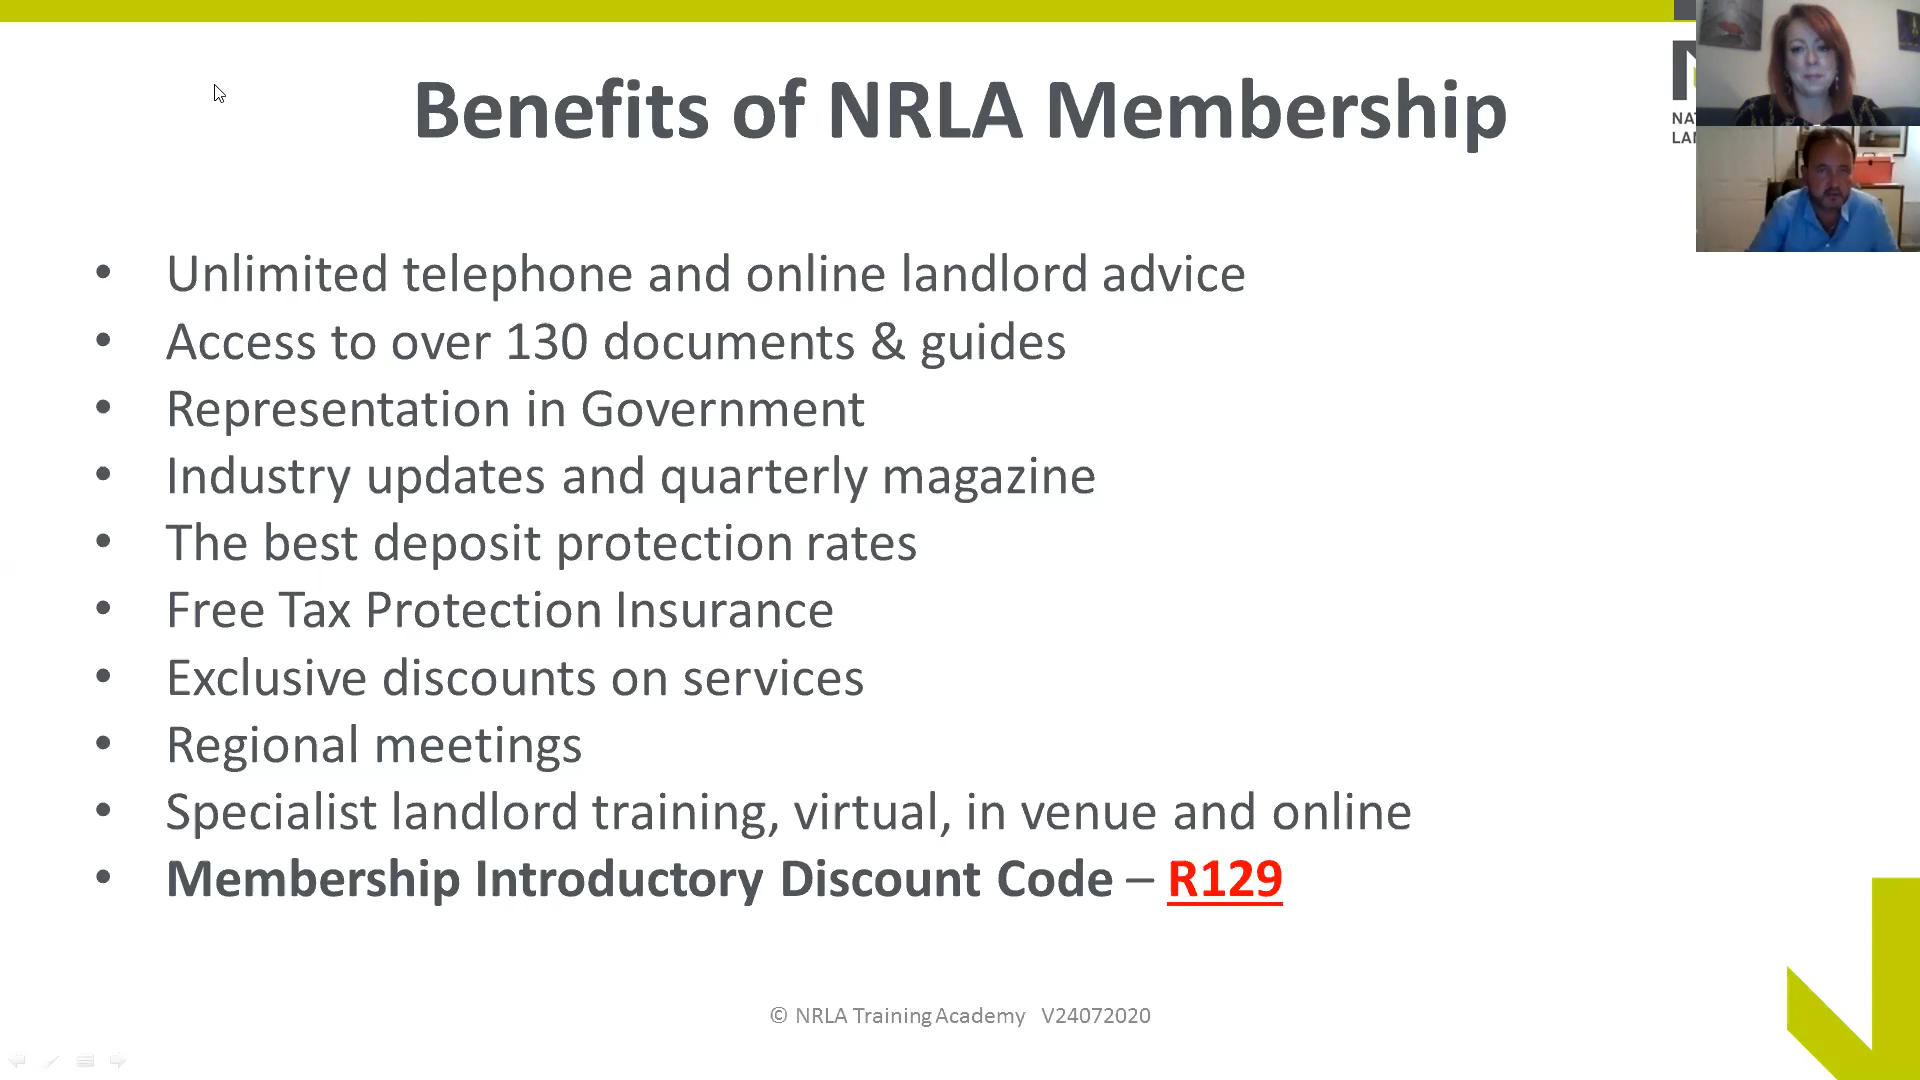 Benefits of NRLA Membership
• Unlimited telephone and online landlord advice
• Access to over 130 documents & guides
• Representation in Government
• Industry updates and quarterly magazine
• The best deposit protection rates
• Free Tax Protection Insurance
• Exclusive discounts on services
• Regional meetings
• Specialist landlord training, virtual, in venue and online
• Membership Introductory Discount Code – R129
© NRLA Training Academy V24072020